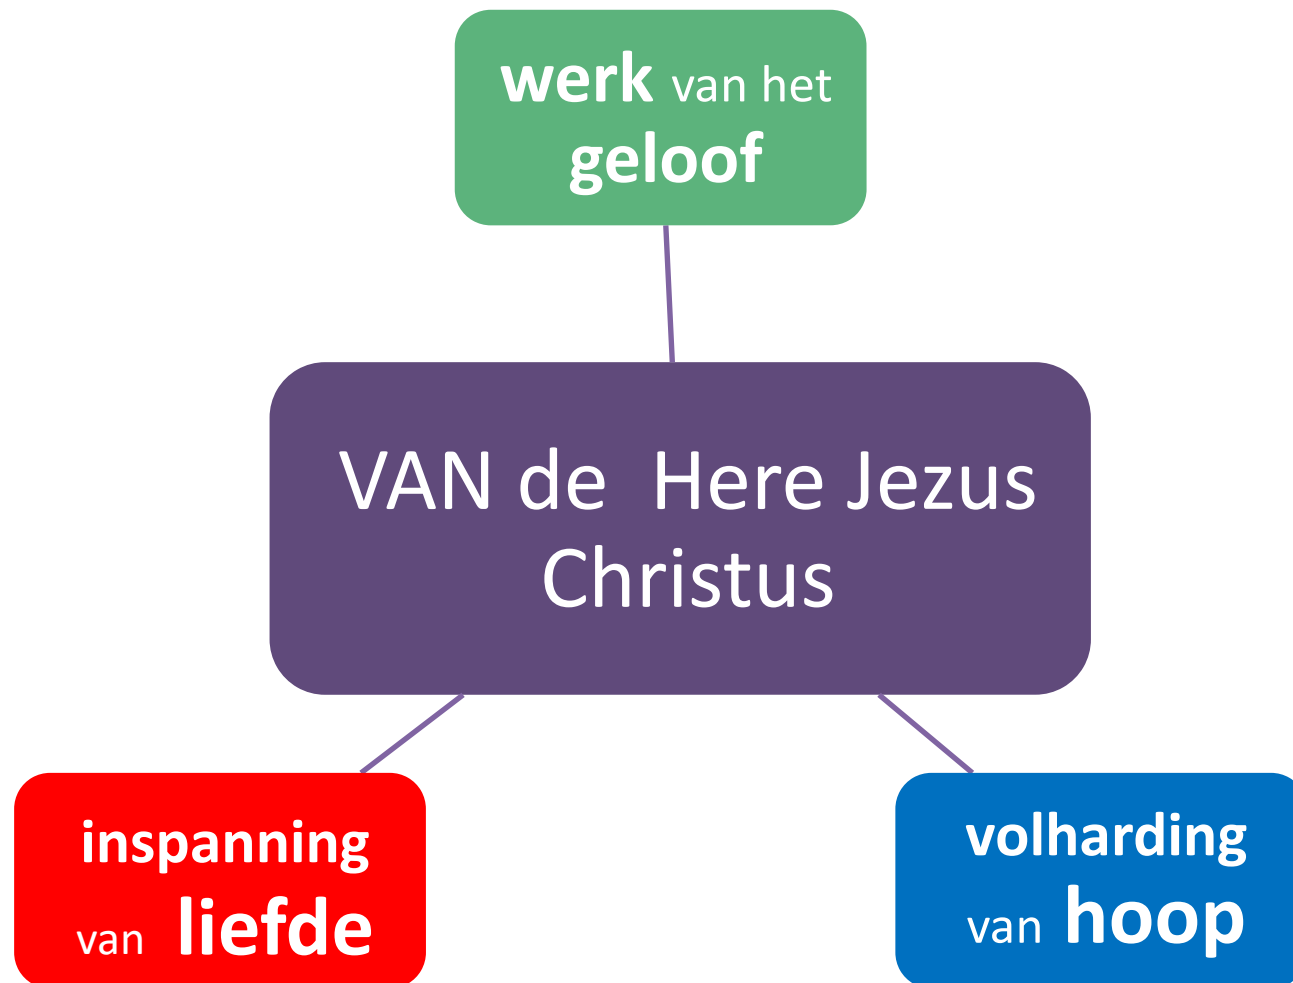 werk van het
geloof
VAN de  Here Jezus
Christus
inspanning
van  liefde
volharding
van hoop